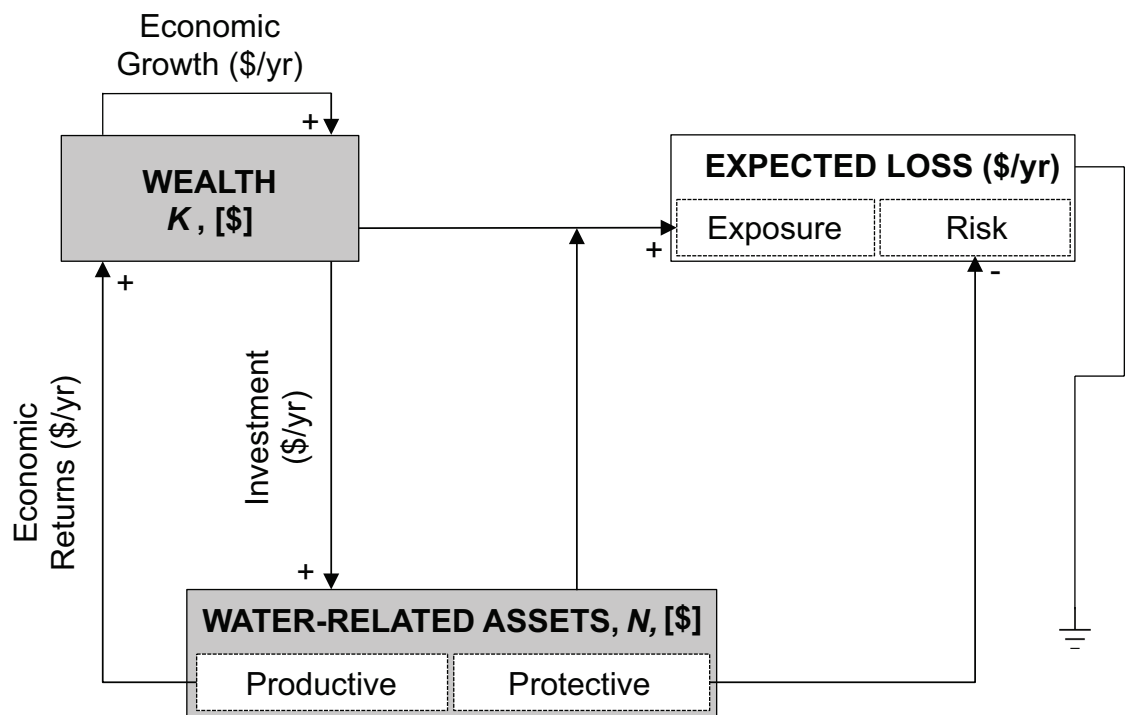 Economic
Growth ($/yr)
+
WEALTH
K , [$]
EXPECTED LOSS ($/yr)
Exposure
Risk
+
-
+
Economic
Returns ($/yr)
Investment
($/yr)
+
WATER-RELATED ASSETS, N, [$]
Productive
Protective